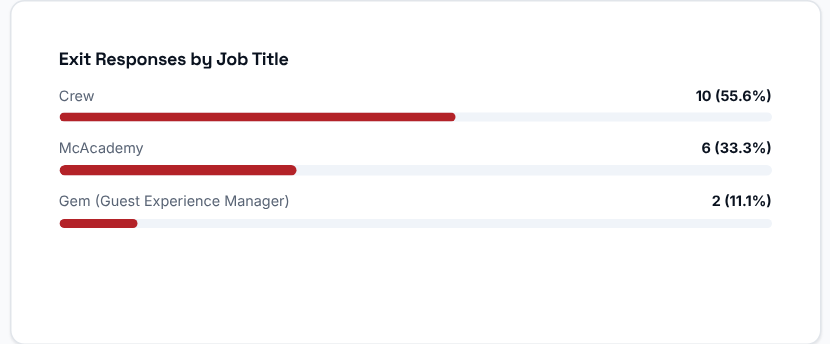 Exit Responses by Job Title
Crew 10 (55.6%)
McAcademy 6 (33.3%)
Gem (Guest Experience Manager) 2 (11.1%)